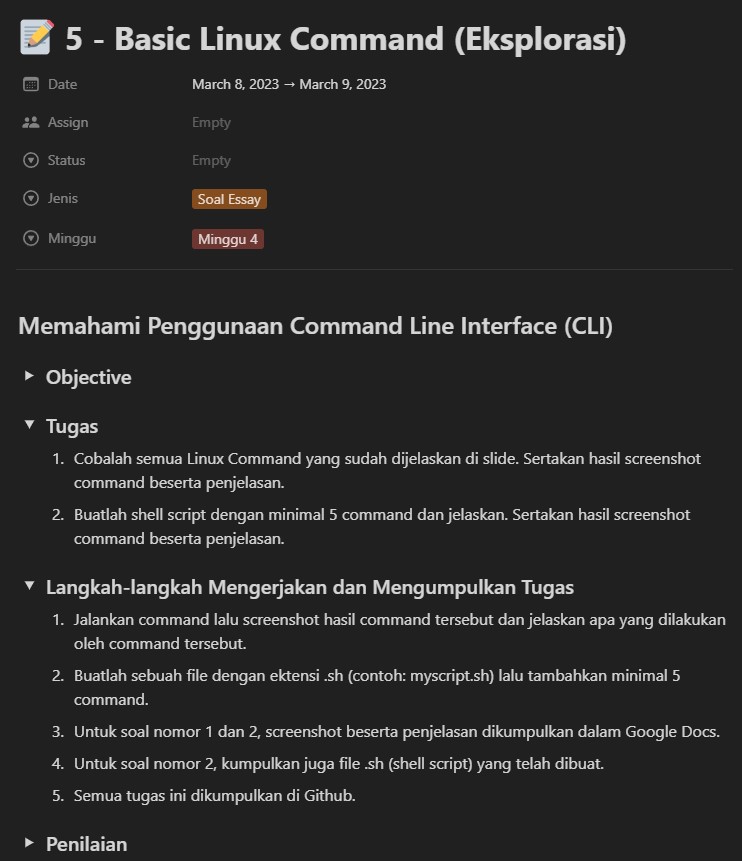 5 - Basic Linux Command (Eksplorasi)
Date March 8, 2023 → March 9, 2023
Assign Empty
Status Empty
Jenis Soal Essay
Minggu Minggu 4
Memahami Penggunaan Command Line Interface (CLI)
Objective
Tugas
1. Cobalah semua Linux Command yang sudah dijelaskan di slide. Sertakan hasil screenshot
command beserta penjelasan.
2. Buatlah shell script dengan minimal 5 command dan jelaskan. Sertakan hasil screenshot
command beserta penjelasan.
Langkah-langkah Mengerjakan dan Mengumpulkan Tugas
1. Jalankan command lalu screenshot hasil command tersebut dan jelaskan apa yang dilakukan
oleh command tersebut.
2. Buatlah sebuah file dengan ektensi .sh (contoh: myscript.sh) lalu tambahkan minimal 5
command.
3. Untuk soal nomor 1 dan 2, screenshot beserta penjelasan dikumpulkan dalam Google Docs.
4. Untuk soal nomor 2, kumpulkan juga file .sh (shell script) yang telah dibuat.
5. Semua tugas ini dikumpulkan di Github.
Penilaian